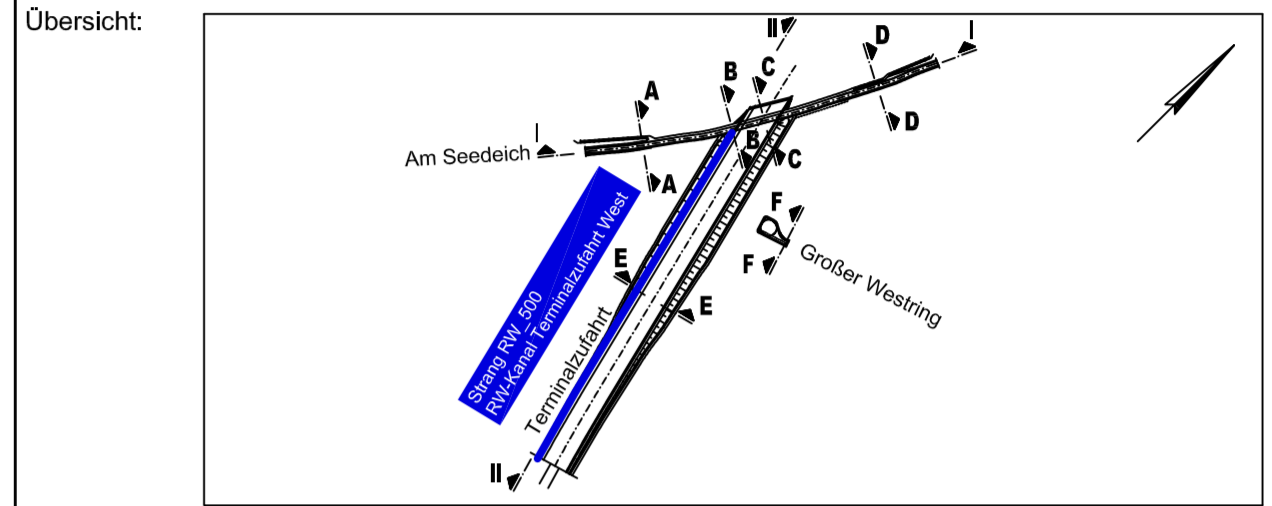 Übersicht:
II
D
I
C
B
A
I
D
Am Seedeich
B
C
A
Strang RW_500
RW-Kanal Terminalzufahrt West
F
E
F
Großer Westring
E
Terminalzufahrt
II